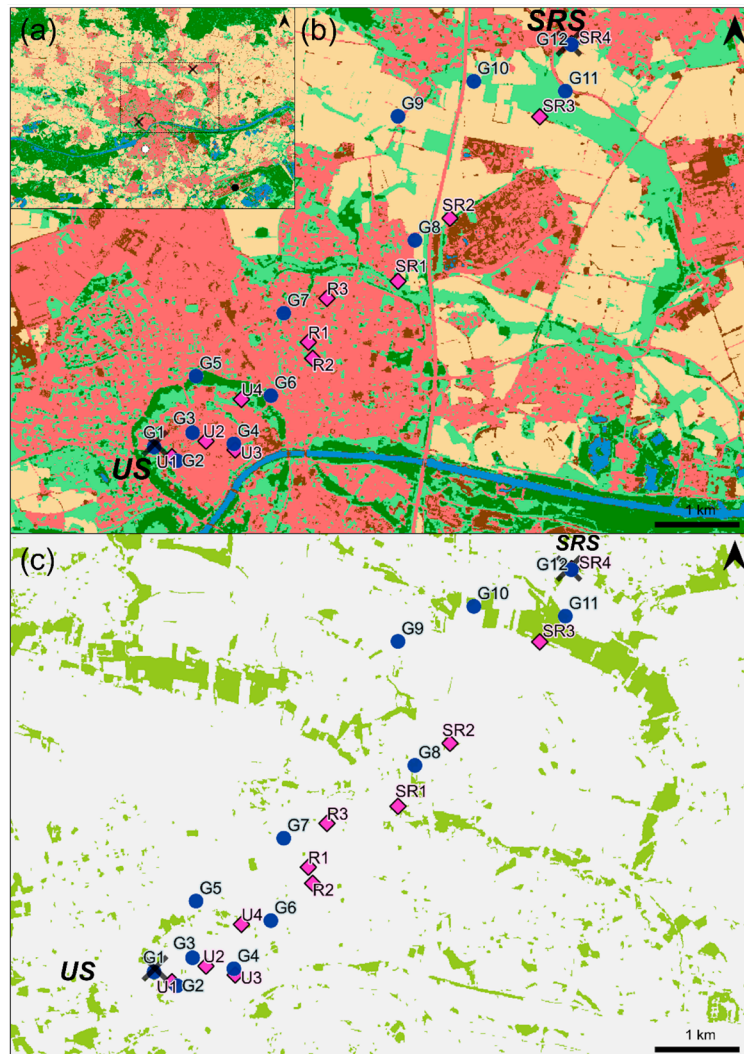 (a)
(b)
SRS
G12 SR4
G10
G11
G9
SR3
SR2
G8
SR1
R3
G7
R1
R2
G5
G6
U4
G3
U2
G4
G1
U1 G2
U3
US
1 km
(c)
SRS
G12 SR4
G10
G11
G9
SR3
SR2
G8
SR1
R3
G7
R1
R2
G5
G6
U4
G3
U2
G4
G1
US
U1 G2
U3
1 km